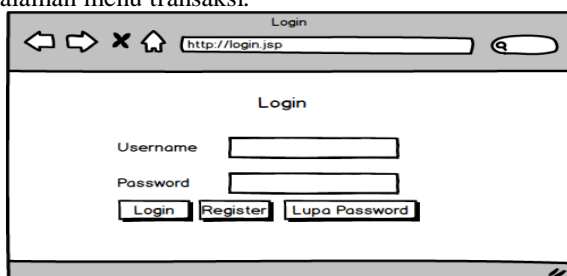 alaman menu transaksi.
Login
http://login.jsp
Login
Username
Password
Login Register Lupa Password